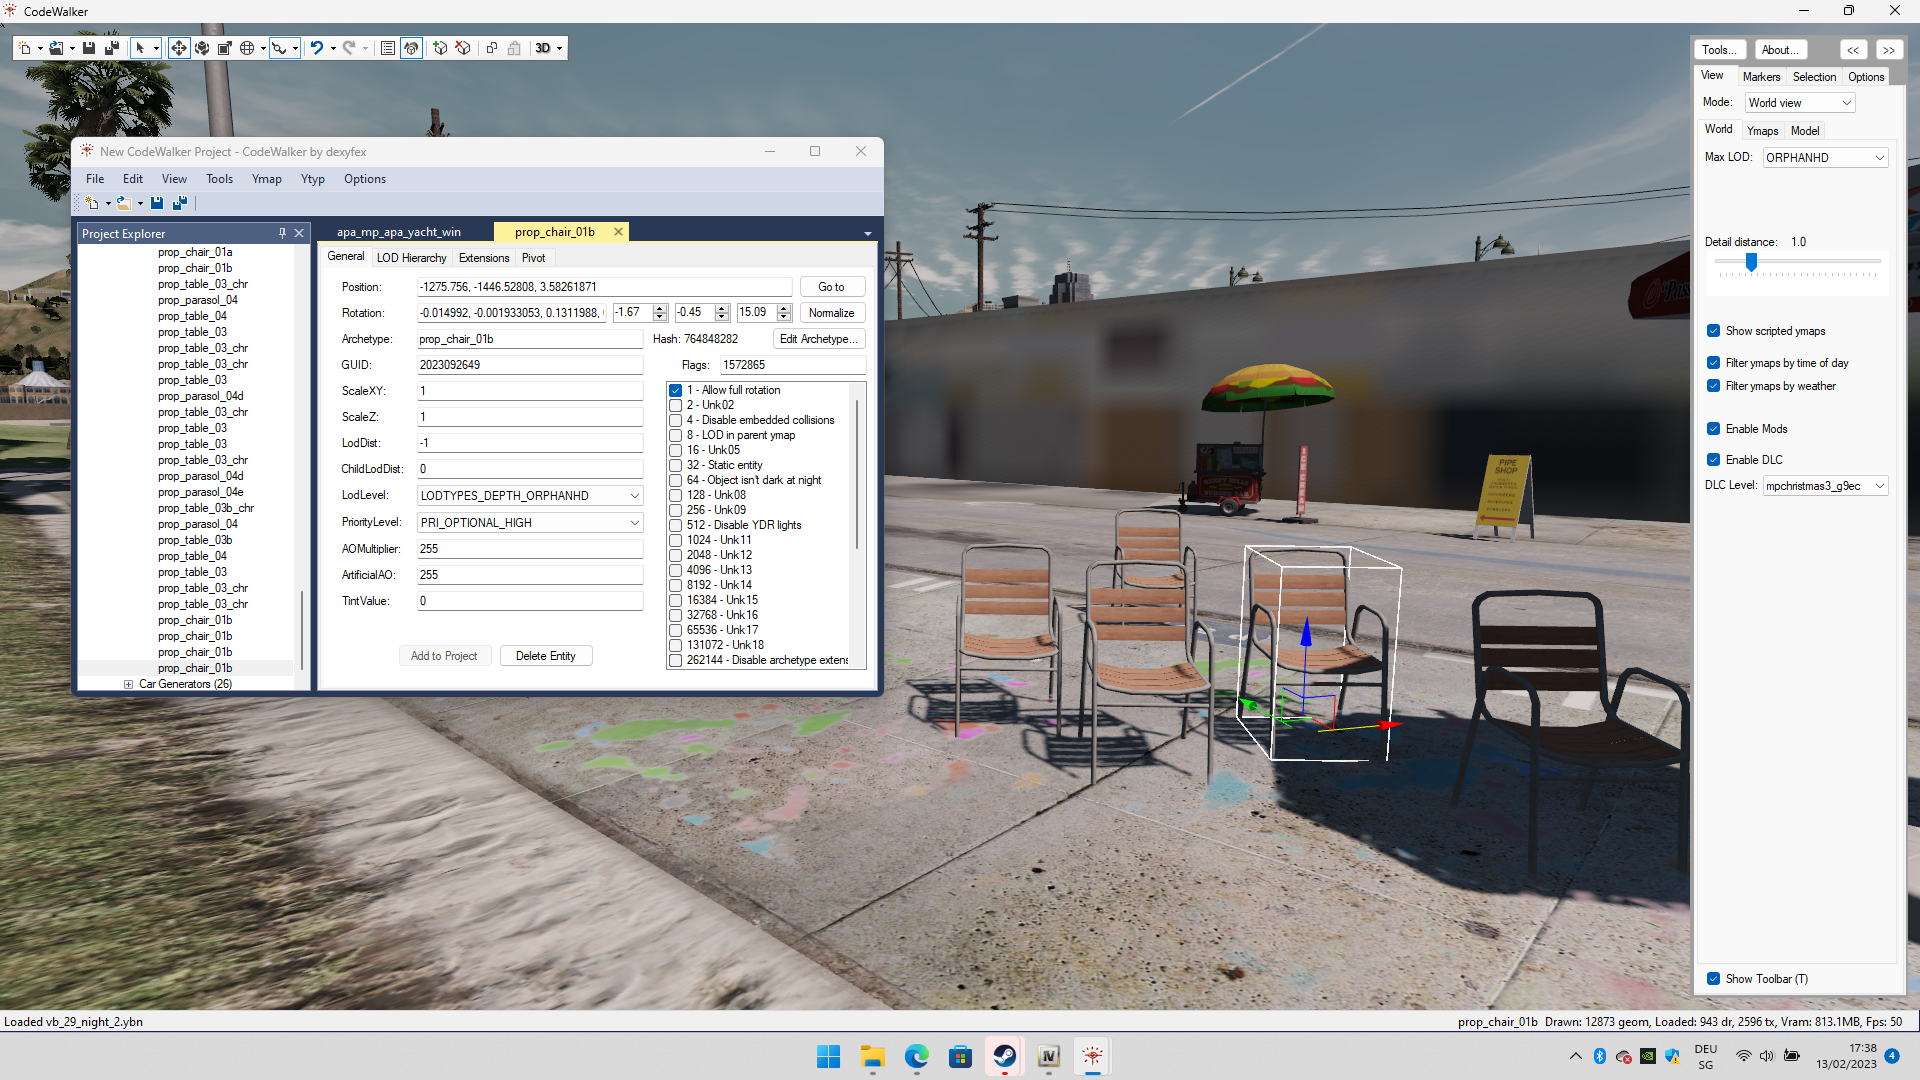 CodeWalker
3D
Tools... About... << >>
View Markers Selection Options
Mode: World view
World Ymaps Model
Max LOD: ORPHANHD
Detail distance: 1.0
Show scripted ymaps
Filter ymaps by time of day
Filter ymaps by weather
Enable Mods
Enable DLC
DLC Level: mpchristmas3_g9ec
Show Toolbar (T)
New CodeWalker Project - CodeWalker by dexyfex
File Edit View Tools Ymap Ytyp Options
Project Explorer
prop_chair_01a
prop_chair_01b
prop_table_03_chr
prop_parasol_04
prop_table_04
prop_table_03
prop_table_03_chr
prop_table_03_chr
prop_table_03
prop_parasol_04d
prop_table_03_chr
prop_table_03
prop_table_03
prop_table_03_chr
prop_parasol_04d
prop_parasol_04e
prop_table_03b_chr
prop_parasol_04
prop_table_03b
prop_table_04
prop_table_03
prop_table_03_chr
prop_table_03_chr
prop_chair_01b
prop_chair_01b
prop_chair_01b
prop_chair_01b
Car Generators (26)
apa_mp_apa_yacht_win prop_chair_01b
General LOD Hierarchy Extensions Pivot
Position: -1275.756, -1446.52808, 3.58261871 Go to
Rotation: -0.014992, -0.001933053, 0.1311988, -1.67 -0.45 15.09 Normalize
Archetype: prop_chair_01b Hash: 764848282 Edit Archetype...
GUID: 2023092649 Flags: 1572865
ScaleXY: 1
ScaleZ: 1
LodDist: -1
ChildLodDist: 0
LodLevel: LODTYPES_DEPTH_ORPHANHD
PriorityLevel: PRI_OPTIONAL_HIGH
AOMultiplier: 255
ArtificialAO: 255
TintValue: 0
Add to Project Delete Entity
1 - Allow full rotation
2 - Unk02
4 - Disable embedded collisions
8 - LOD in parent ymap
16 - Unk05
32 - Static entity
64 - Object isn't dark at night
128 - Unk08
256 - Unk09
512 - Disable YDR lights
1024 - Unk11
2048 - Unk12
4096 - Unk13
8192 - Unk14
16384 - Unk15
32768 - Unk16
65536 - Unk17
131072 - Unk18
262144 - Disable archetype extens
PIPE
SHOP
Loaded vb_29_night_2.ybn
prop_chair_01b Drawn: 12873 geom, Loaded: 943 dr, 2596 tx, Vram: 813.1MB, Fps: 50
IV
DEU
SG
17:38
13/02/2023
4